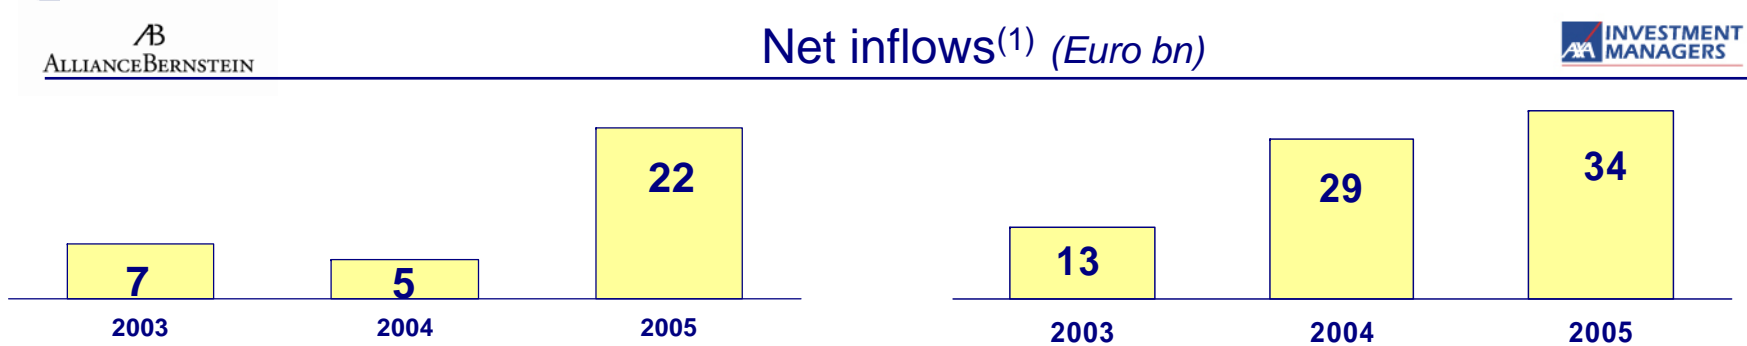 AB
ALLIANCEBERNSTEIN
Net inflows(1) (Euro bn)
AXA INVESTMENT
MANAGERS
7
5
22
2003
2004
2005
13
29
34
2003
2004
2005